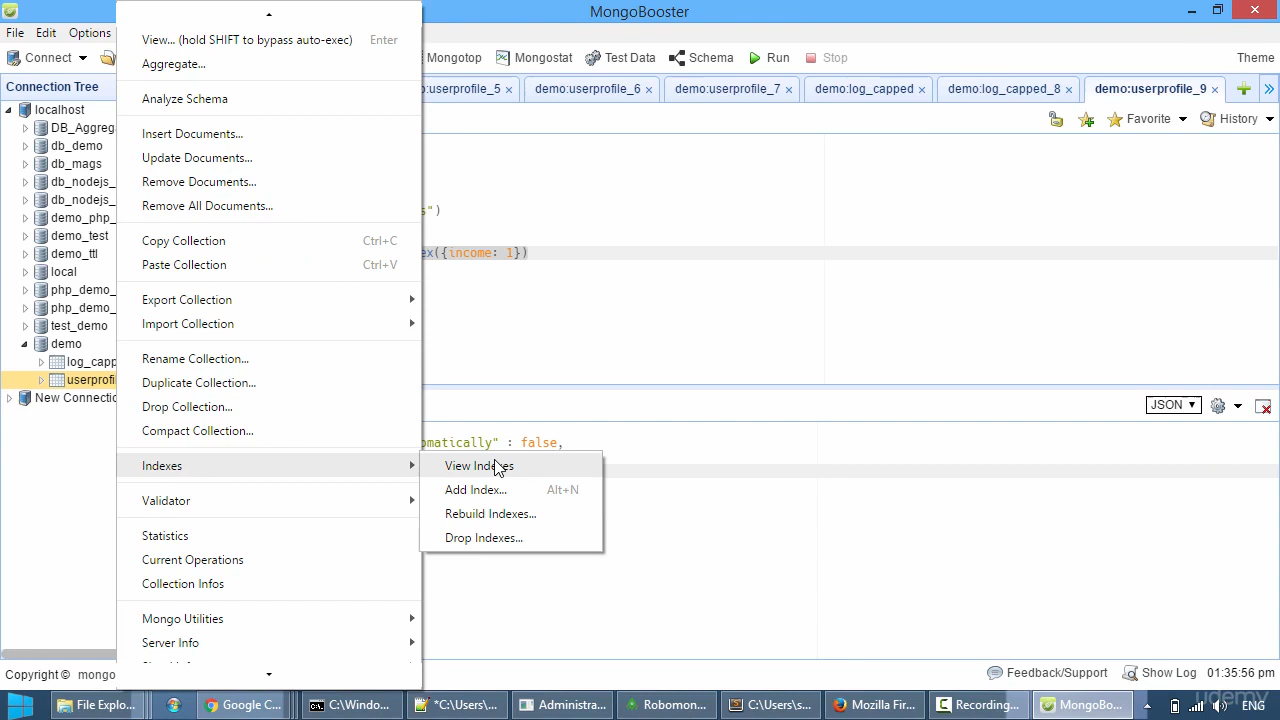 MongoBooster
File Edit Options
Connect Mongotop Mongostat Test Data Schema Run Stop Theme
Connection Tree
:userprofile_5 × demo:userprofile_6 × demo:userprofile_7 × demo:log_capped × demo:log_capped_8 × demo:userprofile_9 ×
Favorite History
localhost
DB_Aggrega
db_demo
db_mags
db_nodejs_
db_nodejs_
demo_php_
demo_test
demo_ttl
local
php_demo_
php_demo_
test_demo
demo
log_capp
userprofi
New Connectio
View... (hold SHIFT to bypass auto-exec) Enter
Aggregate...
Analyze Schema
Insert Documents...
Update Documents...
Remove Documents...
Remove All Documents...
Copy Collection Ctrl+C
Paste Collection Ctrl+V
Export Collection
Import Collection
Rename Collection...
Duplicate Collection...
Drop Collection...
Compact Collection...
Indexes
Validator
Statistics
Current Operations
Collection Infos
Mongo Utilities
Server Info
View Indexes
Add Index... Alt+N
Rebuild Indexes...
Drop Indexes...
s")
ex({income: 1})
JSON
omatically" : false,
Copyright © mongo
Feedback/Support Show Log 01:35:56 pm
File Explo... Google C... C:\Windo... *C:\Users\... Administra... Robomon... C:\Users\s... Mozilla Fir... Recording... MongoBo... ENG
udemy